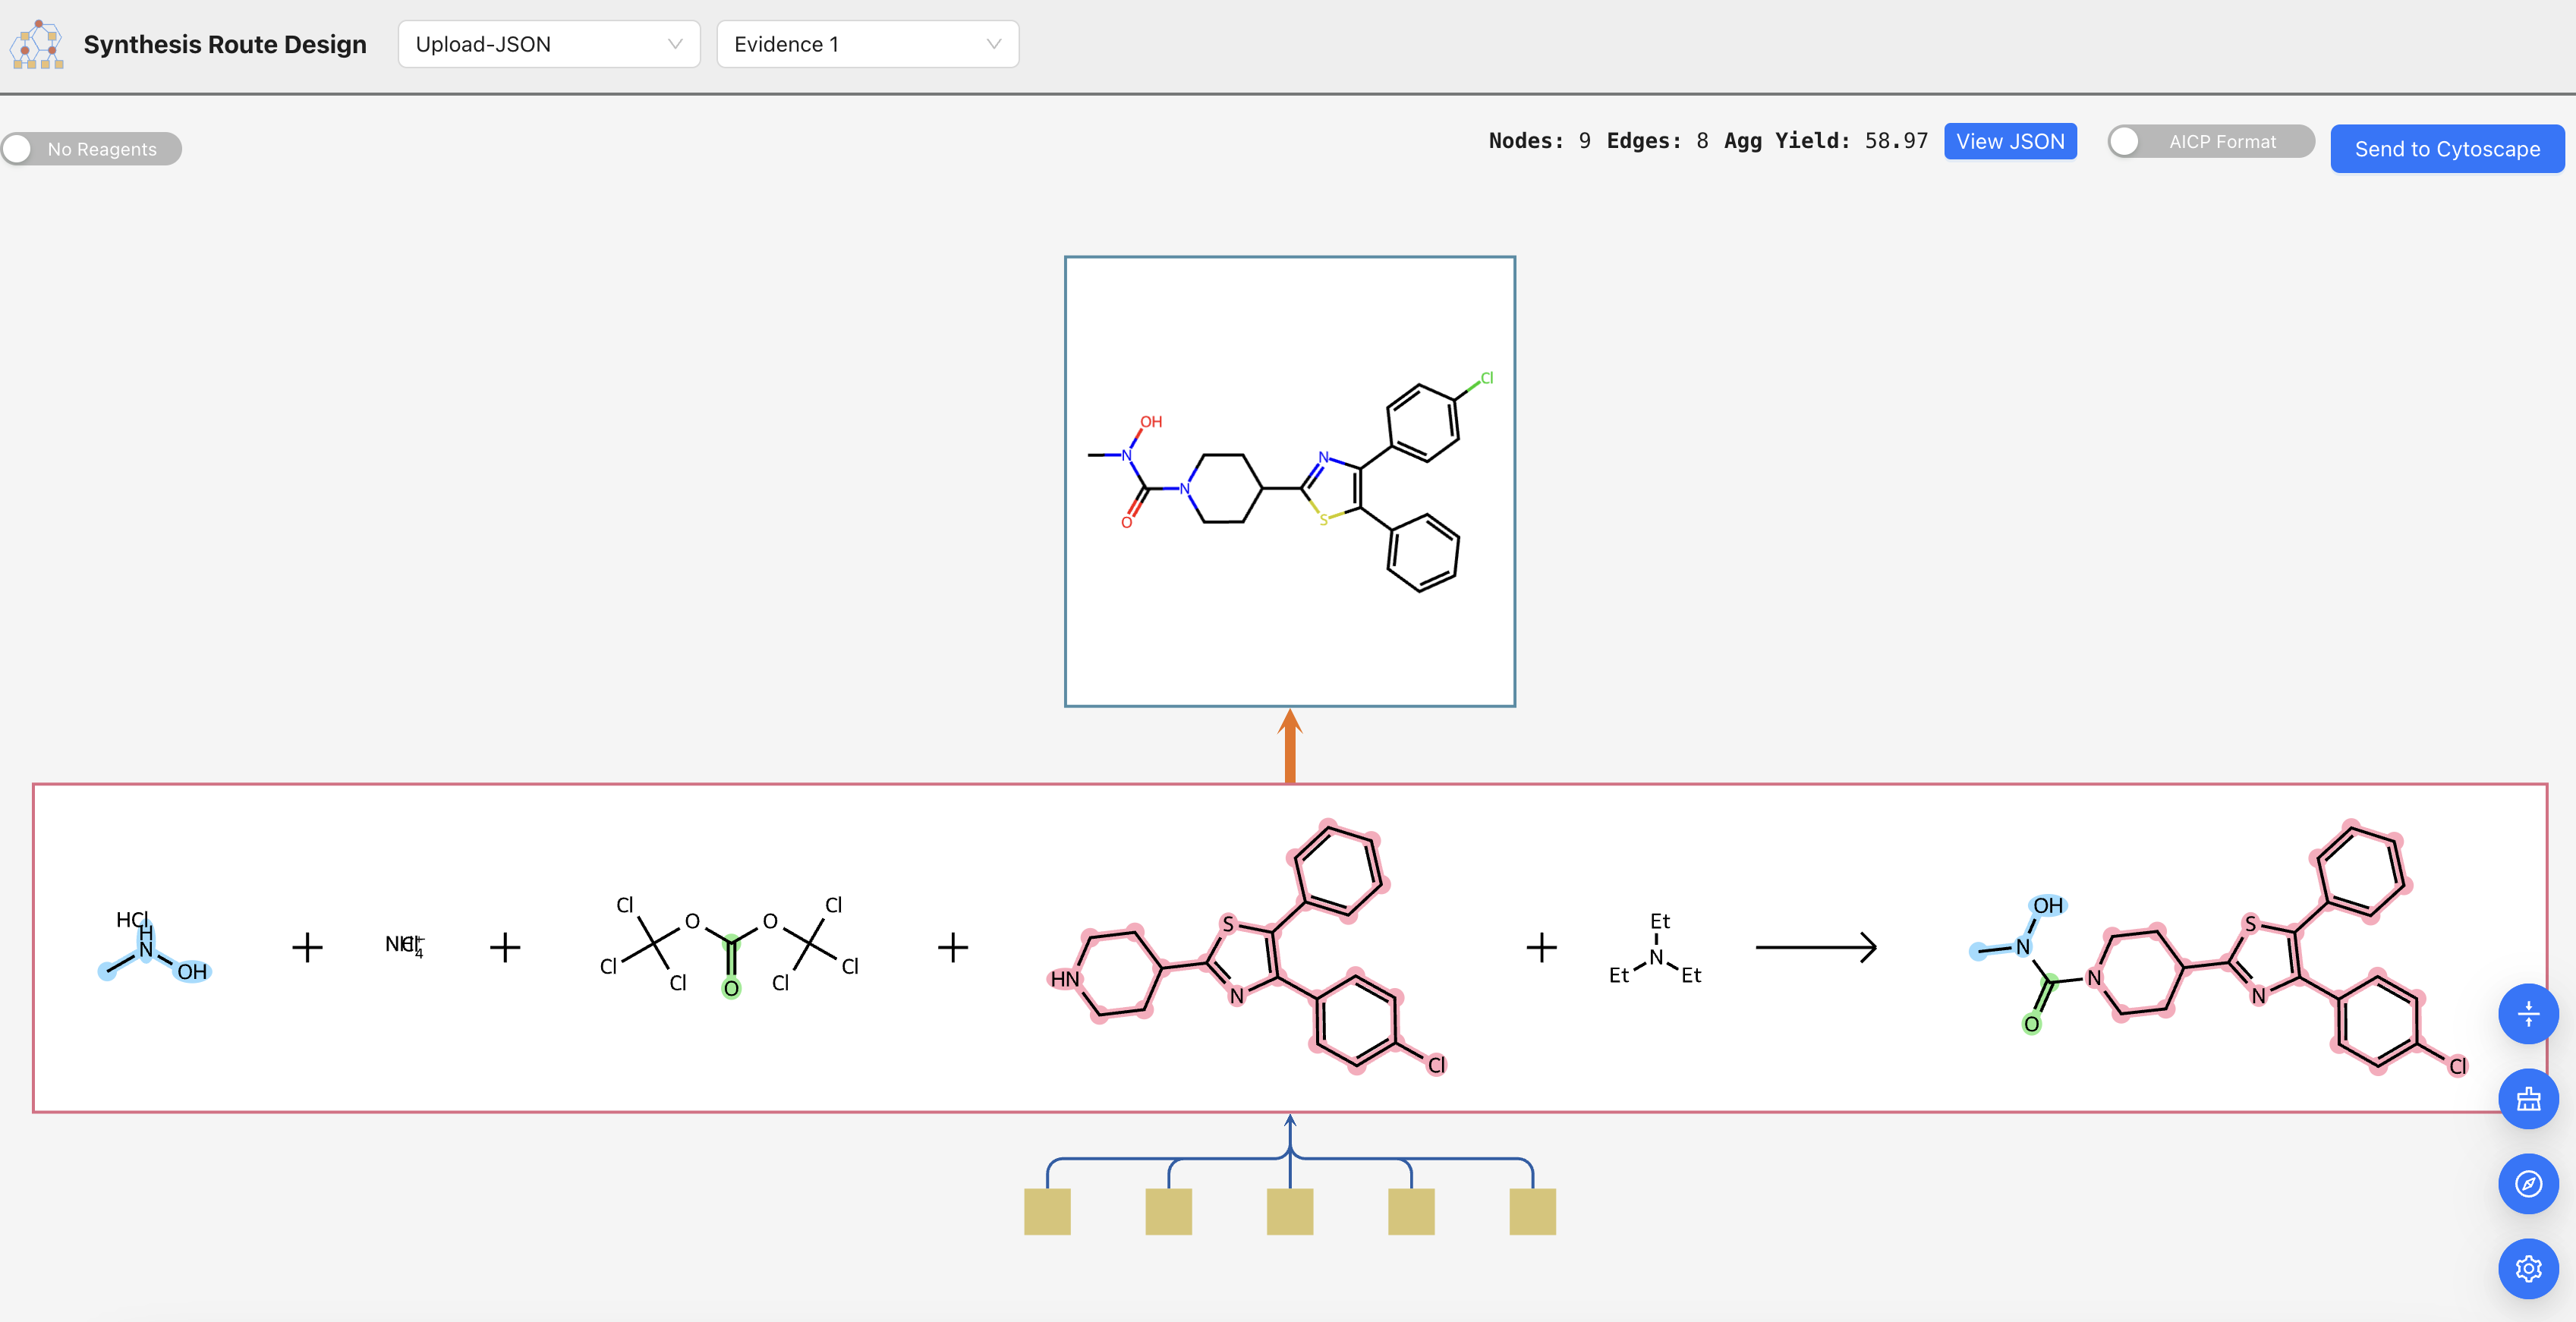 Synthesis Route Design
Upload-JSON
Evidence 1
No Reagents
Nodes: 9 Edges: 8 Agg Yield: 58.97
View JSON
AICP Format
Send to Cytoscape
Cl
OH
N
O
N
N
S
HCl
H
N
OH
+
+
Cl
O
O
Cl
Cl
Cl
Cl
Cl
O
+
HN
S
N
Cl
+
Et
N
Et
Et
OH
N
O
N
S
N
Cl